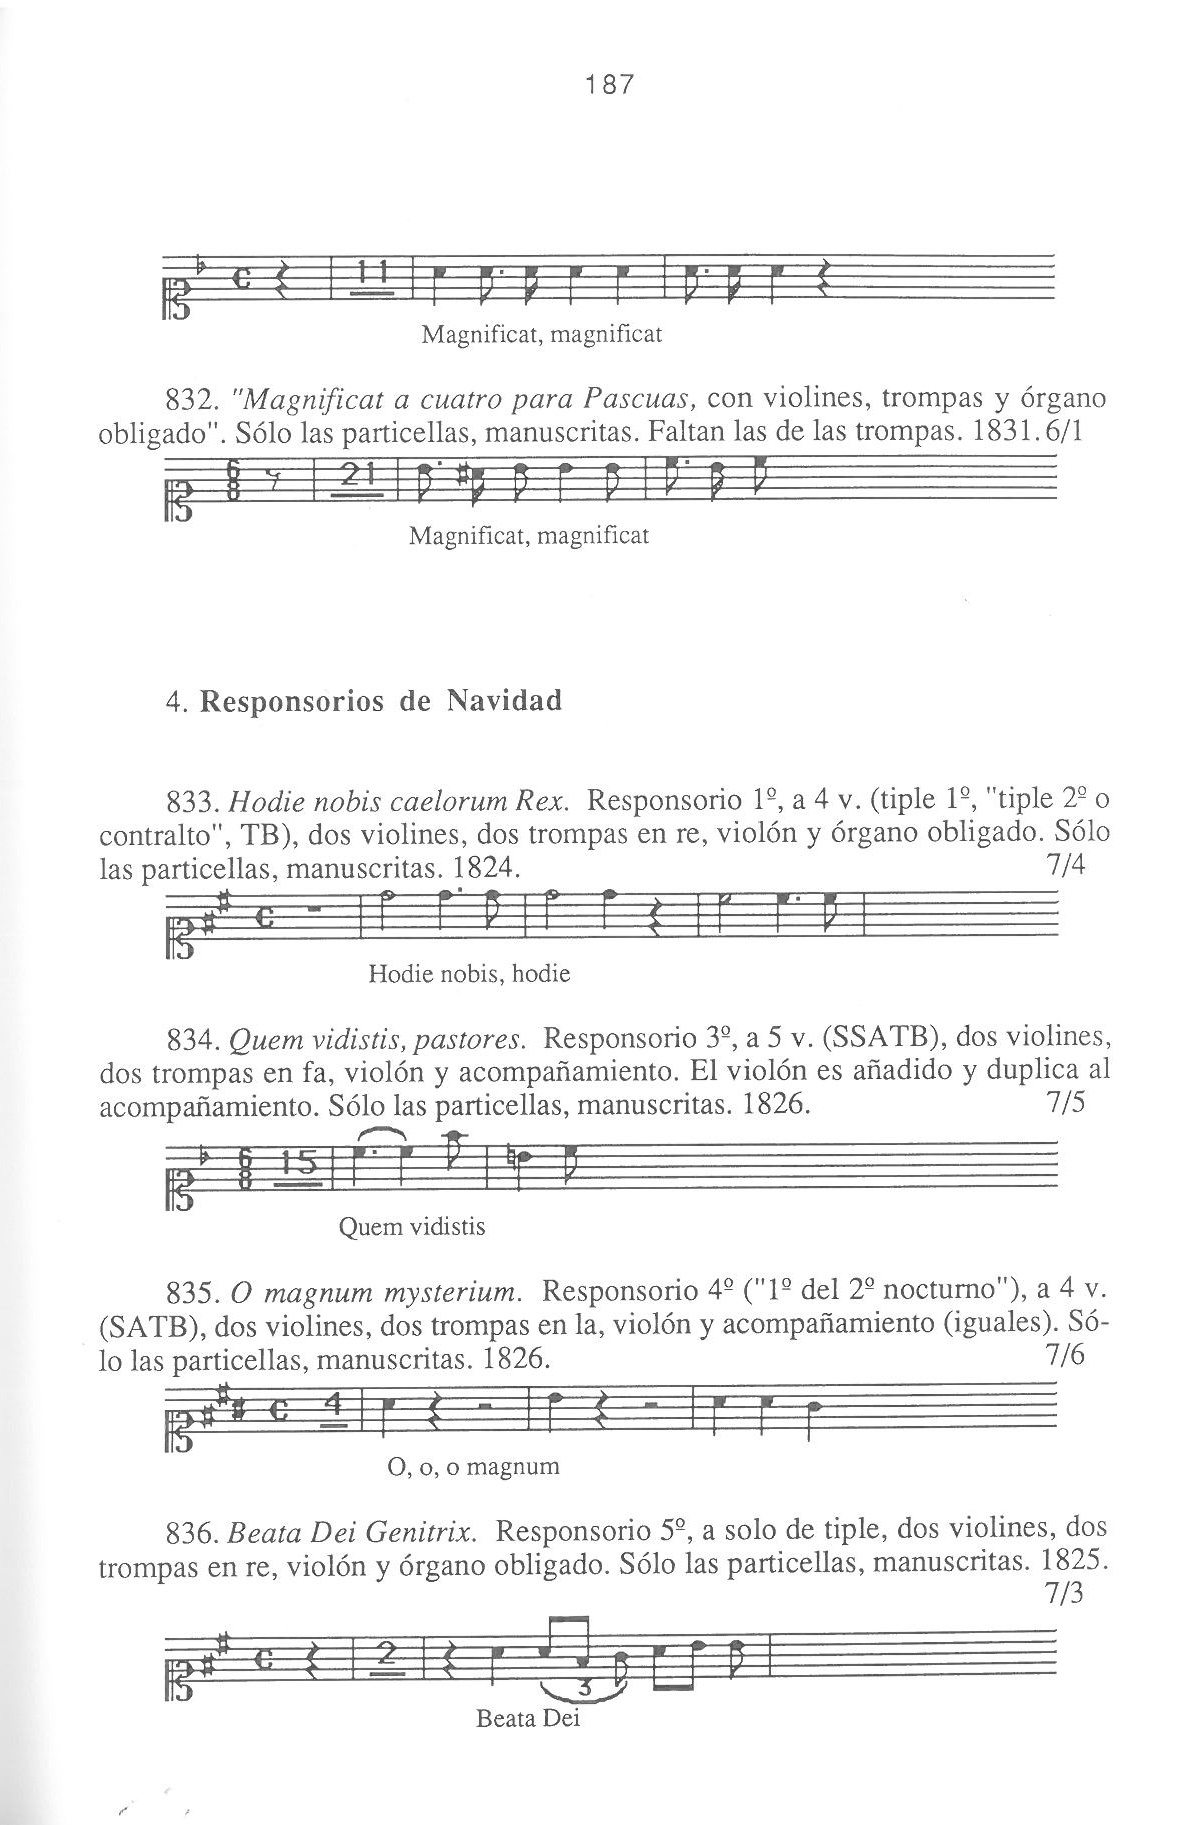 187
11
Magnificat, magnificat
832. "Magnificat a cuatro para Pascuas, con violines, trompas y órgano
obligado". Sólo las particellas, manuscritas. Faltan las de las trompas. 1831. 6/1
6 8 21
Magnificat, magnificat
4. Responsorios de Navidad
833. Hodie nobis caelorum Rex. Responsorio 1º, a 4 v. (tiple 1º, "tiple 2º o
contralto", TB), dos violines, dos trompas en re, violón y órgano obligado. Sólo
las particellas, manuscritas. 1824. 7/4
Hodie nobis, hodie
834. Quem vidistis, pastores. Responsorio 3º, a 5 v. (SSATB), dos violines,
dos trompas en fa, violón y acompañamiento. El violón es añadido y duplica al
acompañamiento. Sólo las particellas, manuscritas. 1826. 7/5
6 8 15
Quem vidistis
835. O magnum mysterium. Responsorio 4º ("1º del 2º nocturno"), a 4 v.
(SATB), dos violines, dos trompas en la, violón y acompañamiento (iguales). Só-
lo las particellas, manuscritas. 1826. 7/6
4
O, o, o magnum
836. Beata Dei Genitrix. Responsorio 5º, a solo de tiple, dos violines, dos
trompas en re, violón y órgano obligado. Sólo las particellas, manuscritas. 1825.
7/3
2 3
Beata Dei